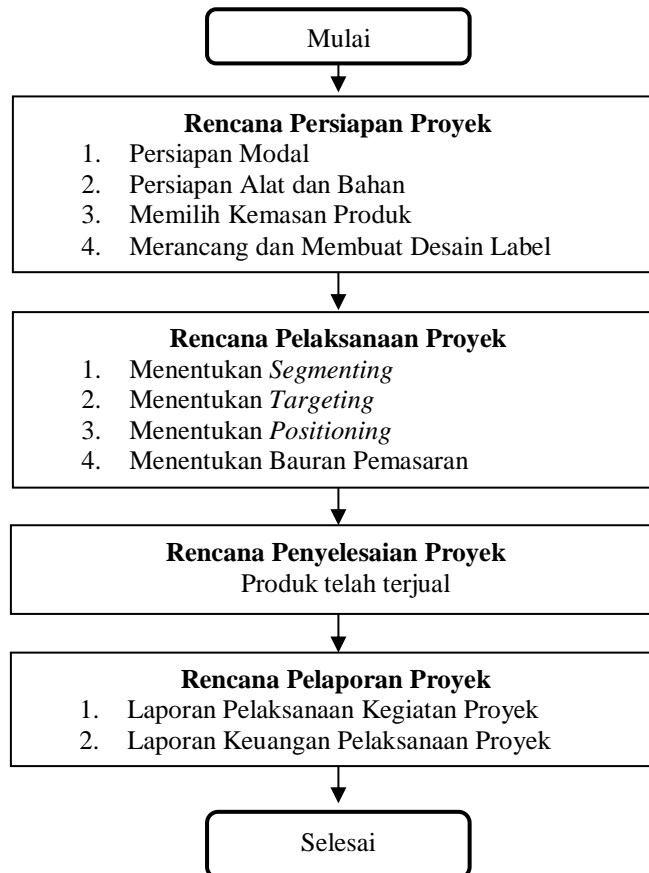 Mulai
Rencana Persiapan Proyek
1. Persiapan Modal
2. Persiapan Alat dan Bahan
3. Memilih Kemasan Produk
4. Merancang dan Membuat Desain Label
Rencana Pelaksanaan Proyek
1. Menentukan Segmenting
2. Menentukan Targeting
3. Menentukan Positioning
4. Menentukan Bauran Pemasaran
Rencana Penyelesaian Proyek
Produk telah terjual
Rencana Pelaporan Proyek
1. Laporan Pelaksanaan Kegiatan Proyek
2. Laporan Keuangan Pelaksanaan Proyek
Selesai